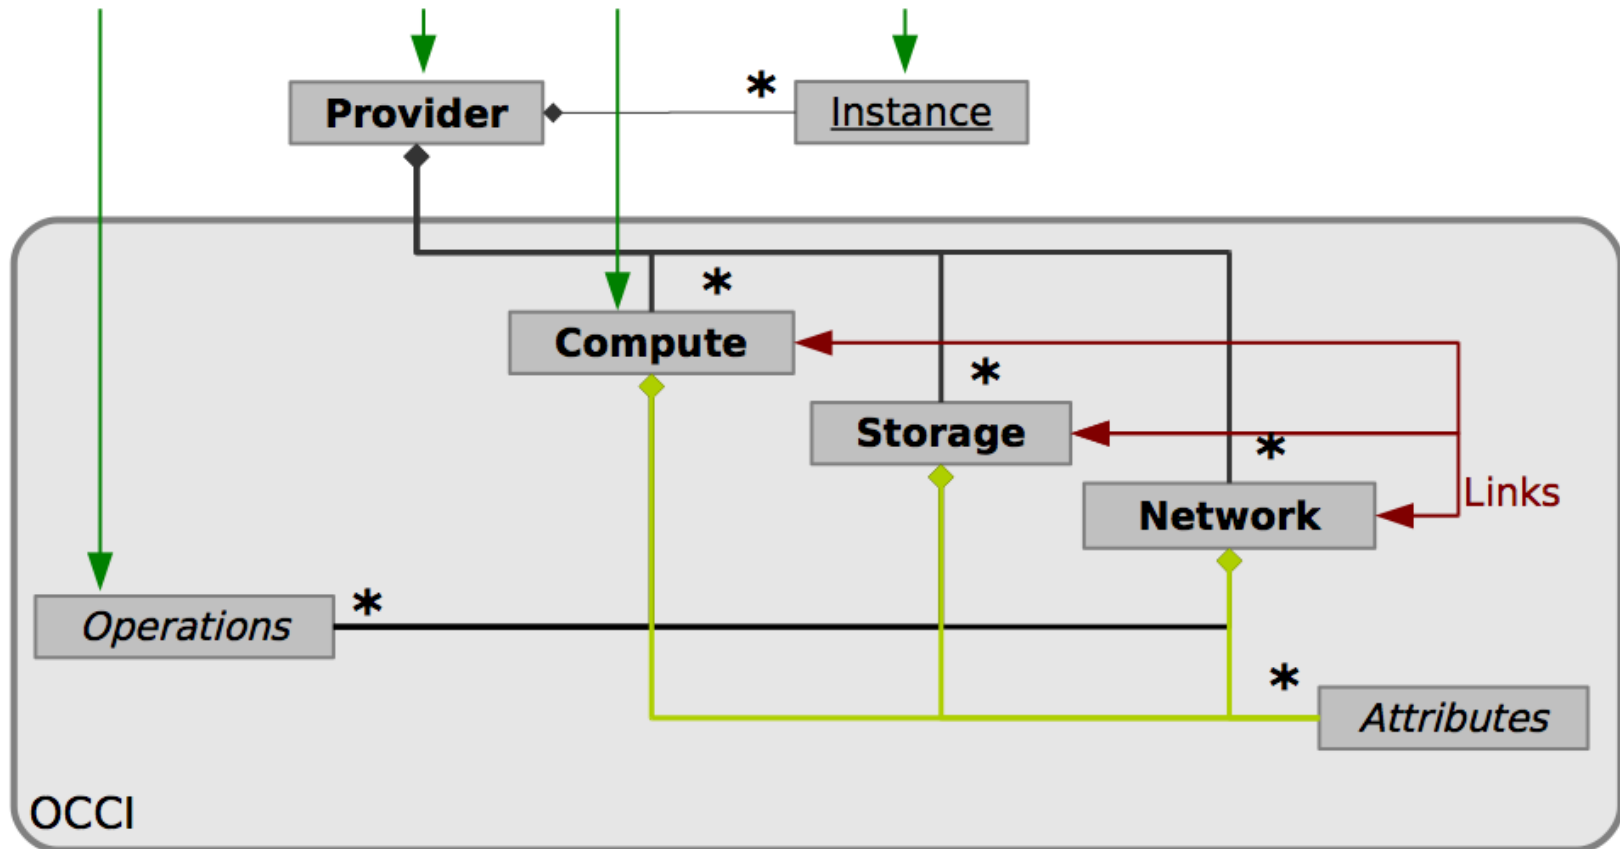 Provider
*
Instance
*
Compute
*
Storage
*
Links
Network
*
Operations
*
Attributes
OCCI